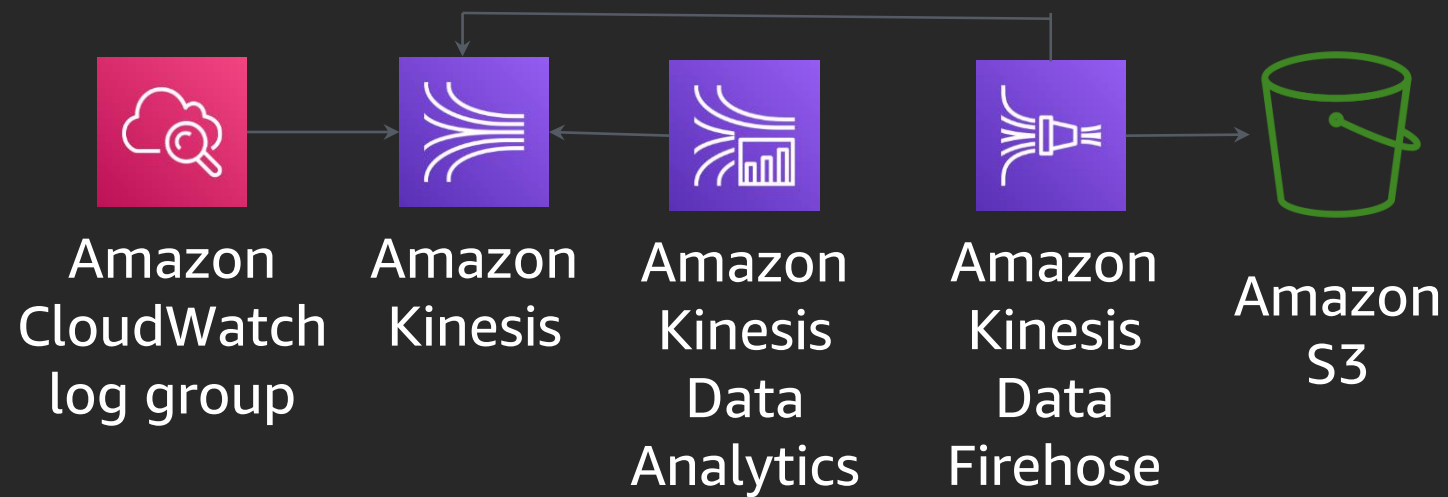 Amazon
CloudWatch
log group
Amazon
Kinesis
Amazon
Kinesis
Data
Analytics
Amazon
Kinesis
Data
Firehose
Amazon
S3